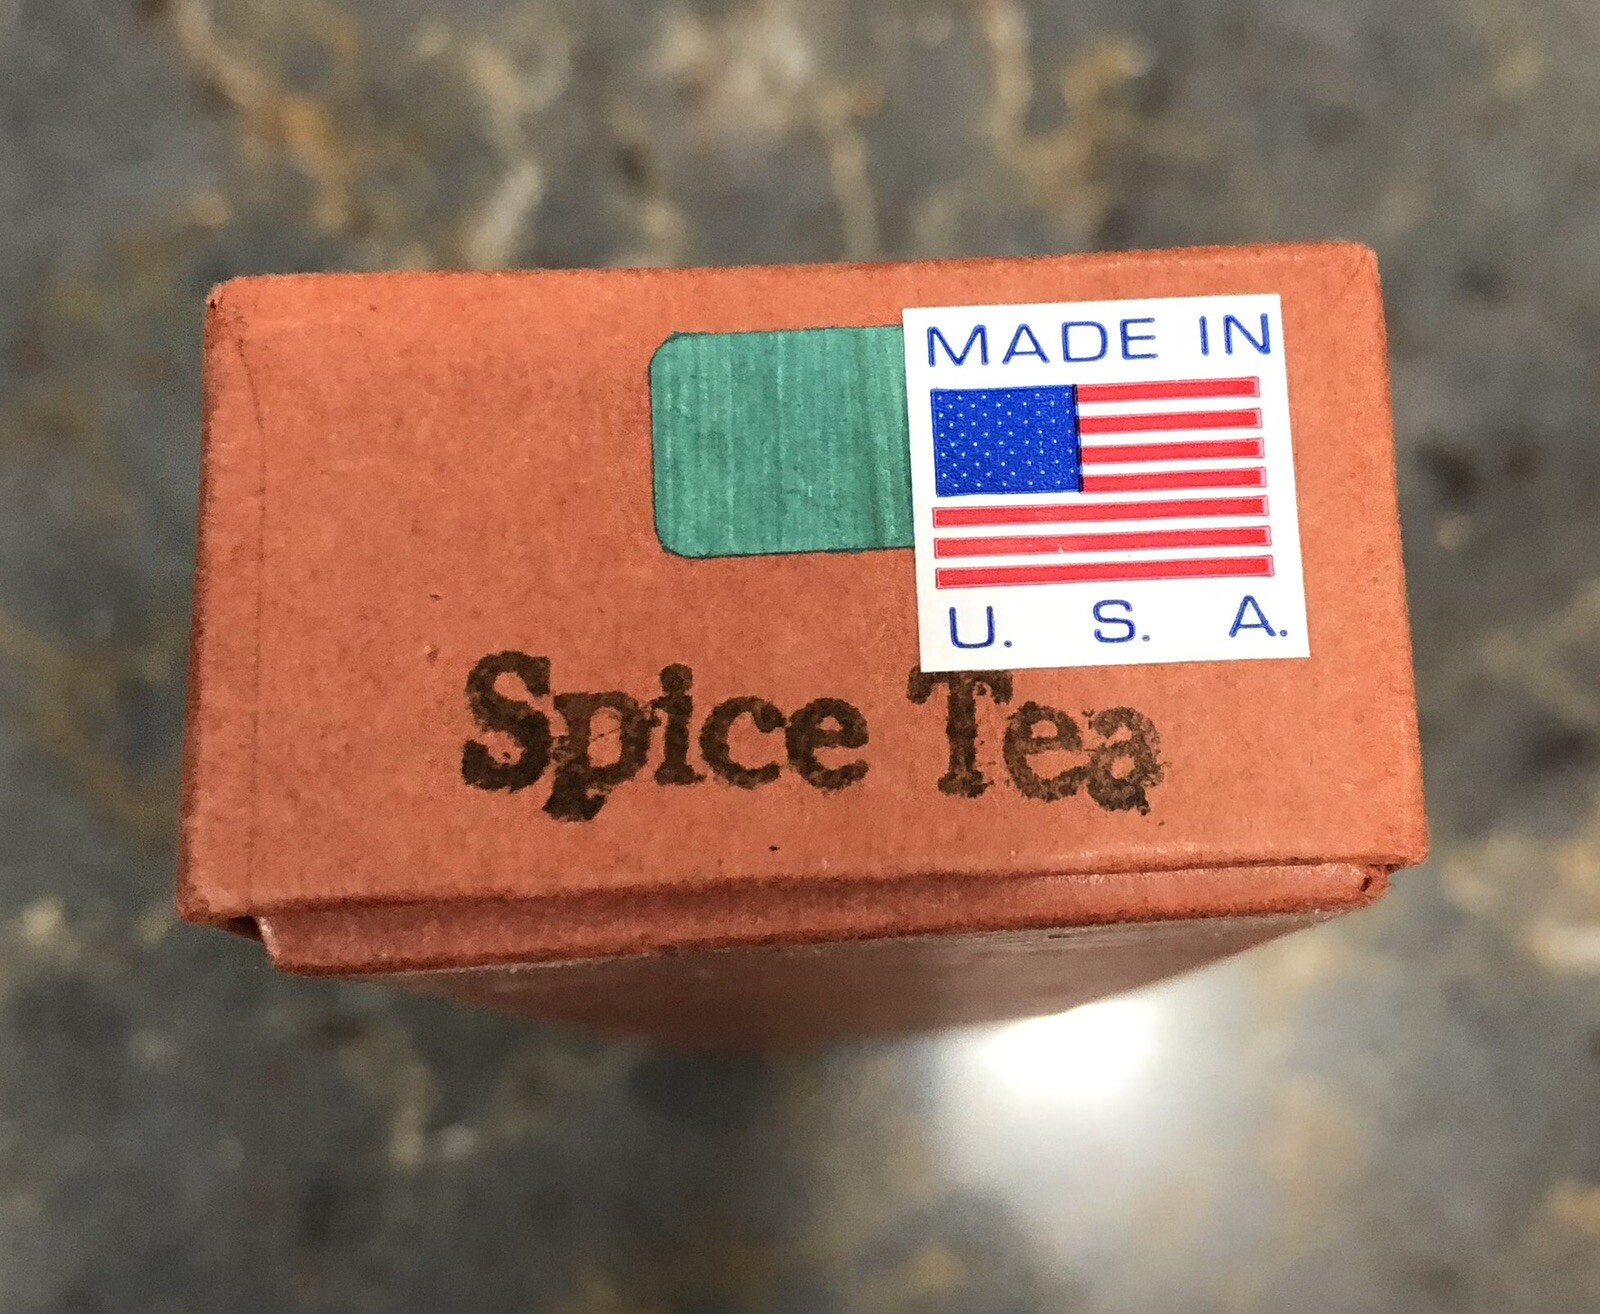 MADE IN
U. S. A.
Spice Tea